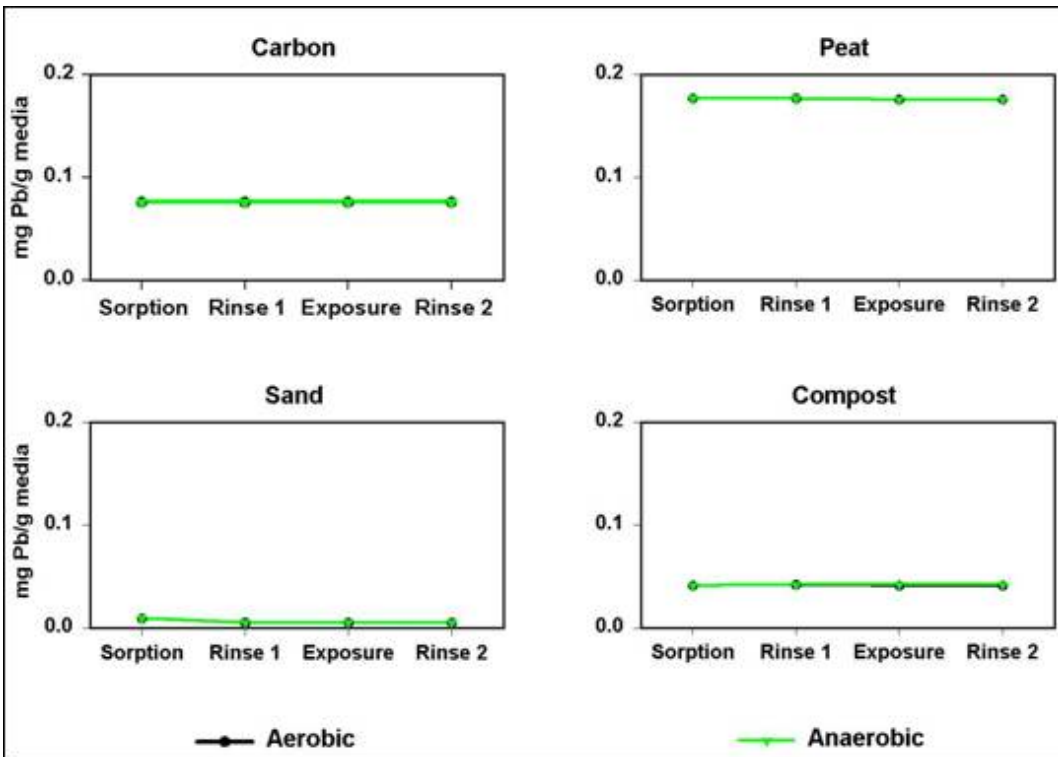 Carbon
mg Pb/g media
0.2
0.1
0.0
Sorption Rinse 1 Exposure Rinse 2
Peat
0.2
0.1
0.0
Sorption Rinse 1 Exposure Rinse 2
Sand
mg Pb/g media
0.2
0.1
0.0
Sorption Rinse 1 Exposure Rinse 2
Compost
0.2
0.1
0.0
Sorption Rinse 1 Exposure Rinse 2
Aerobic
Anaerobic